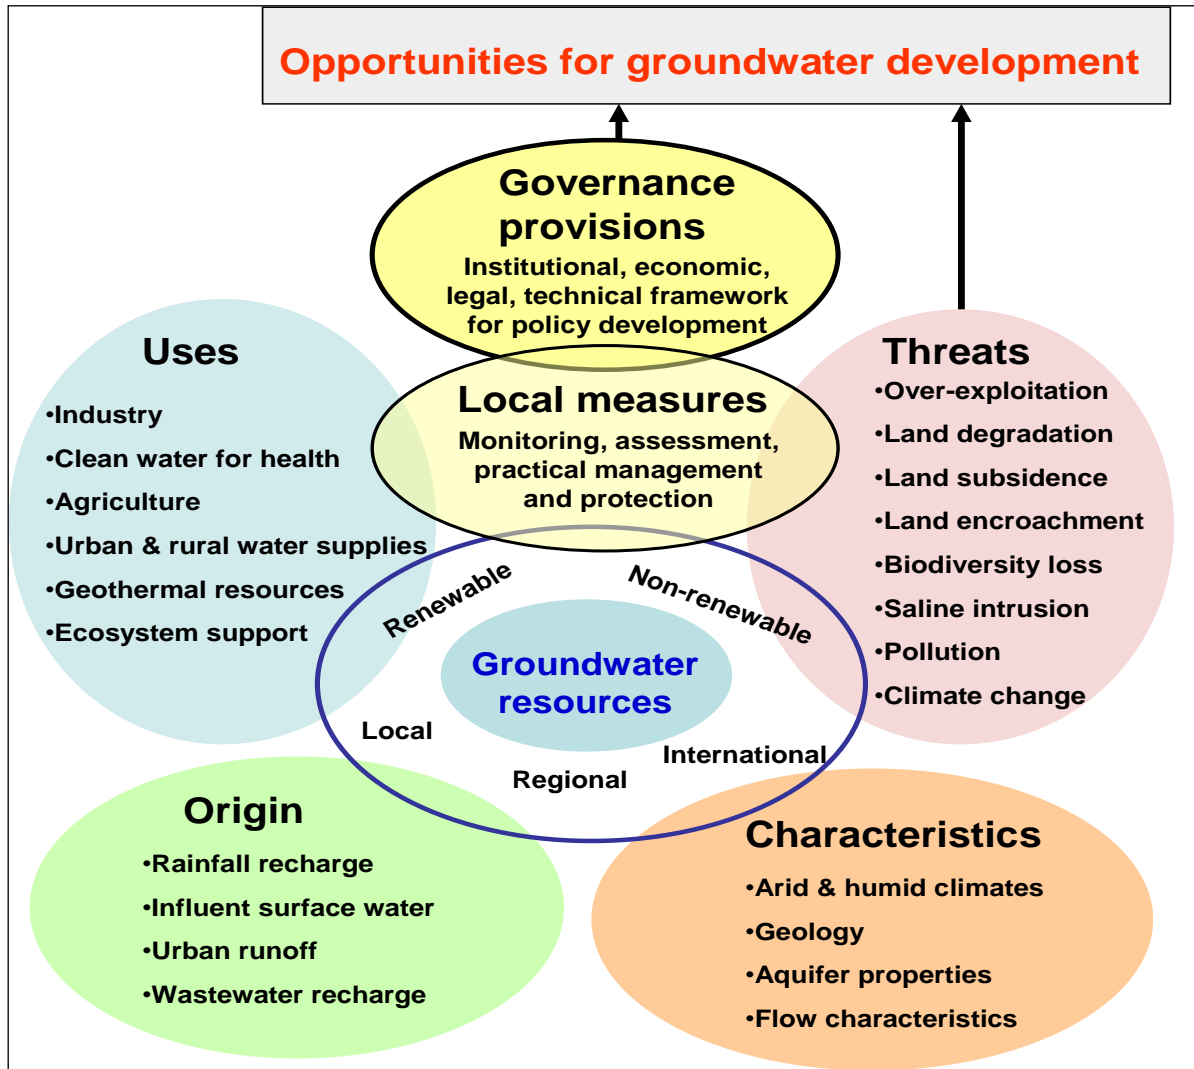 Opportunities for groundwater development
Governance
provisions
Institutional, economic,
legal, technical framework
for policy development
Uses
•Industry
•Clean water for health
•Agriculture
•Urban & rural water supplies
•Geothermal resources
•Ecosystem support
Local measures
Monitoring, assessment,
practical management
and protection
Threats
•Over-exploitation
•Land degradation
•Land subsidence
•Land encroachment
•Biodiversity loss
•Saline intrusion
•Pollution
•Climate change
Renewable
Non-renewable
Groundwater
resources
Local
Regional
International
Origin
•Rainfall recharge
•Influent surface water
•Urban runoff
•Wastewater recharge
Characteristics
•Arid & humid climates
•Geology
•Aquifer properties
•Flow characteristics